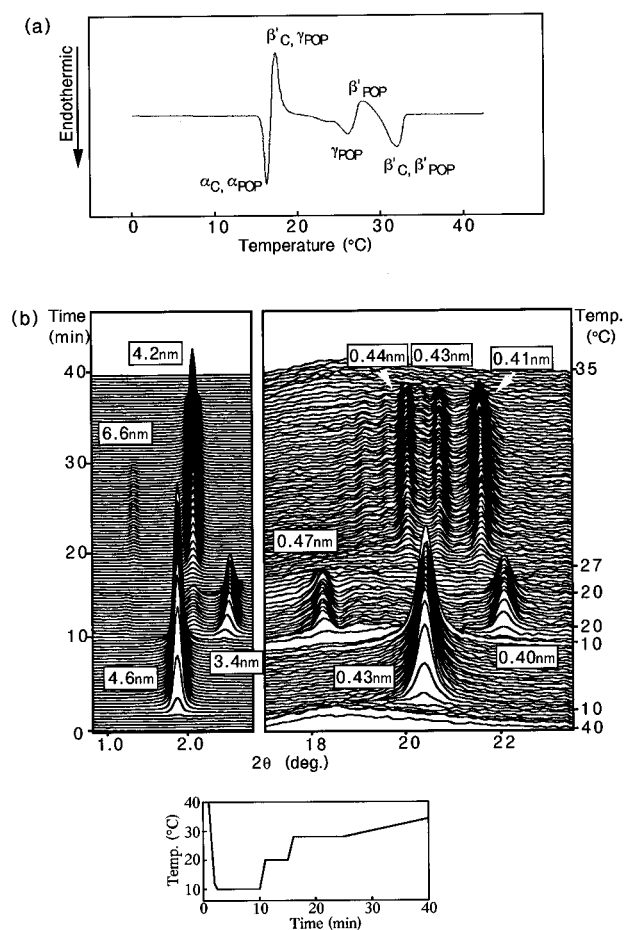 (a)
Endothermic
β'C, γPOP
β'POP
γPOP
αC, αPOP
β'C, β'POP
0 10 20 30 40
Temperature (°C)
(b) Time (min)
Temp. (°C)
4.2nm
0.44nm 0.43nm
0.41nm
40
35
6.6nm
30
0.47nm
20
27
20
20
10
10
3.4nm
0.40nm
4.6nm
0.43nm
10
0
40
1.0 2.0 18 20 22
2θ (deg.)
Temp. (°C)
40
30
20
10
0 10 20 30 40
Time (min)